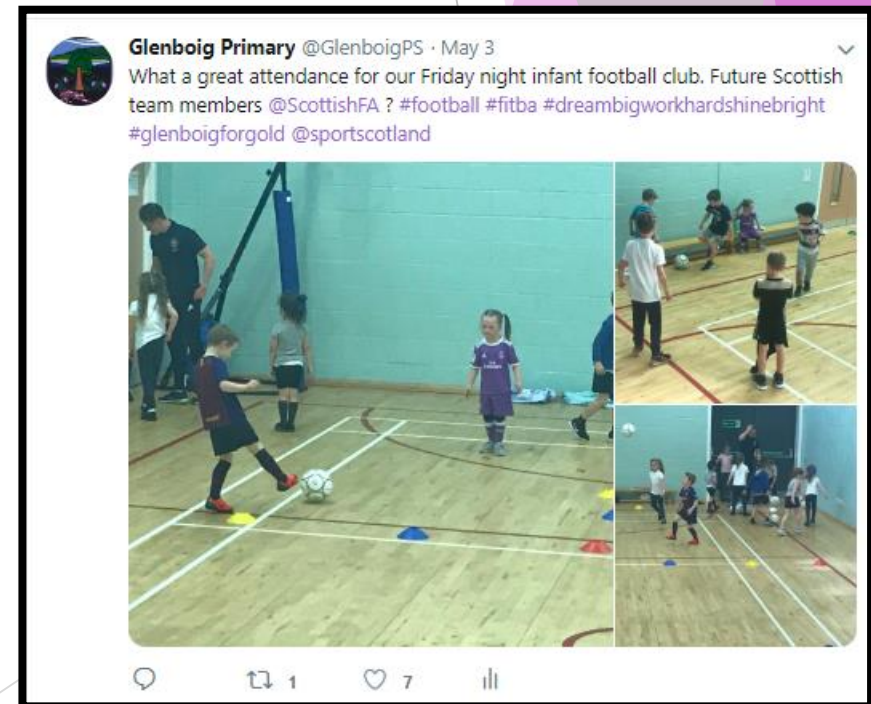 Glenboig Primary @GlenboigPS · May 3
What a great attendance for our Friday night infant football club. Future Scottish
team members @ScottishFA ? #football #fitba #dreambigworkhardshinebright
#glenboigforgold @sportscotland
1 7